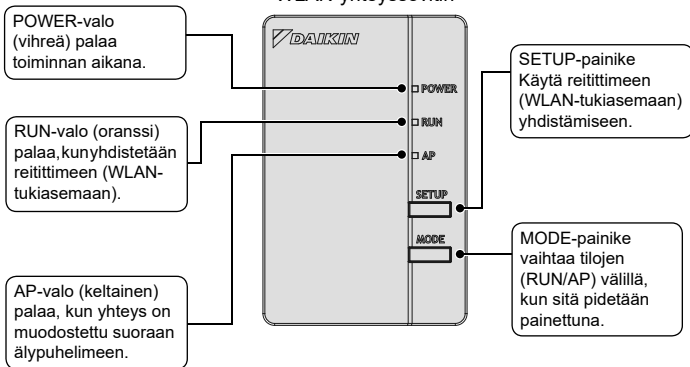 POWER-valo
(vihreä) palaa
toiminnan aikana.
RUN-valo (oranssi)
palaa,kunyhdistetään
reitittimeen (WLAN-
tukiasemaan).
AP-valo (keltainen)
palaa, kun yhteys on
muodostettu suoraan
älypuhelimeen.
DAIKIN
POWER
RUN
AP
SETUP
MODE
SETUP-painike
Käytä reitittimeen
(WLAN-tukiasemaan)
yhdistämiseen.
MODE-painike
vaihtaa tilojen
(RUN/AP) välillä,
kun sitä pidetään
painettuna.